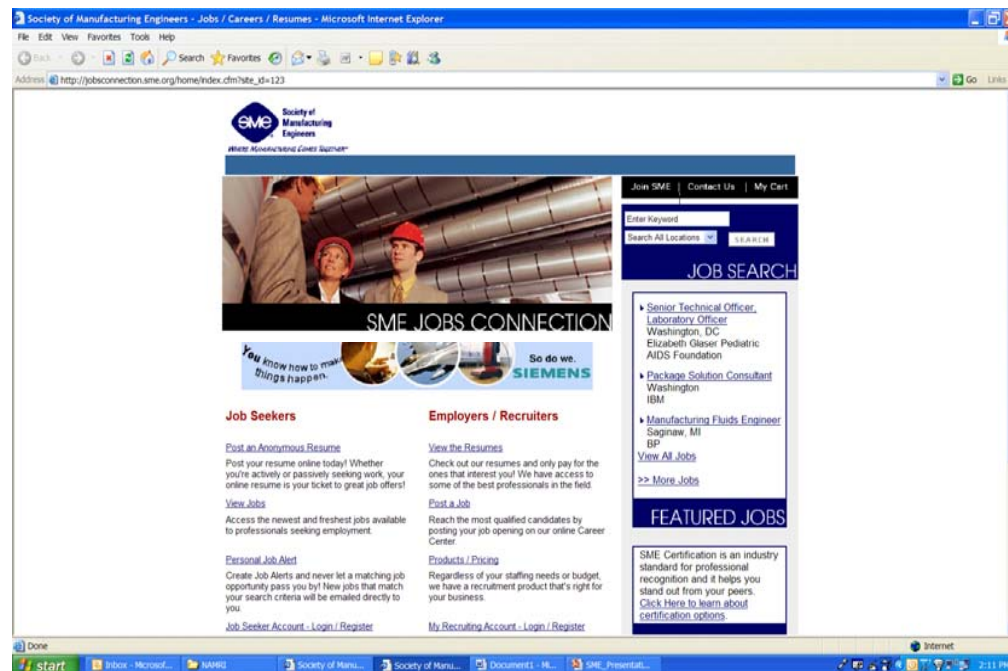 Society of Manufacturing Engineers - Jobs / Careers / Resumes - Microsoft Internet Explorer
File Edit View Favorites Tools Help
Back Search Favorites
Address http://jobsconnection.sme.org/home/index.cfm?site_id=123 Go Links
SME Society of
Manufacturing
Engineers
WHERE MANUFACTURING COMES TOGETHER
Join SME | Contact Us | My Cart
Enter Keyword
Search All Locations SEARCH
JOB SEARCH
SME JOBS CONNECTION
You know how to make
things happen.
So do we.
SIEMENS
Job Seekers
Post an Anonymous Resume
Post your resume online today! Whether
you're actively or passively seeking work, your
online resume is your ticket to great job offers!
View Jobs
Access the newest and freshest jobs available
to professionals seeking employment.
Personal Job Alert
Create Job Alerts and never let a matching job
opportunity pass you by! New jobs that match
your search criteria will be emailed directly to
you.
Job Seeker Account - Login / Register
Employers / Recruiters
View the Resumes
Check out our resumes and only pay for the
ones that interest you! We have access to
some of the best professionals in the field.
Post a Job
Reach the most qualified candidates by
posting your job opening on our online Career
Center.
Products / Pricing
Regardless of your staffing needs or budget,
we have a recruitment product that's right for
your business.
My Recruiting Account - Login / Register
Senior Technical Officer,
Laboratory Officer
Washington, DC
Elizabeth Glaser Pediatric
AIDS Foundation
Package Solution Consultant
Washington
IBM
Manufacturing Fluids Engineer
Saginaw, MI
BP
View All Jobs
>> More Jobs
FEATURED JOBS
SME Certification is an industry
standard for professional
recognition and it helps you
stand out from your peers.
Click Here to learn about
certification options.
Done Internet
start Inbox - Microsof... NAMRI Society of Manu... Society of Manu... Document1 - Mi... SME_Presentati... 2:11 PM